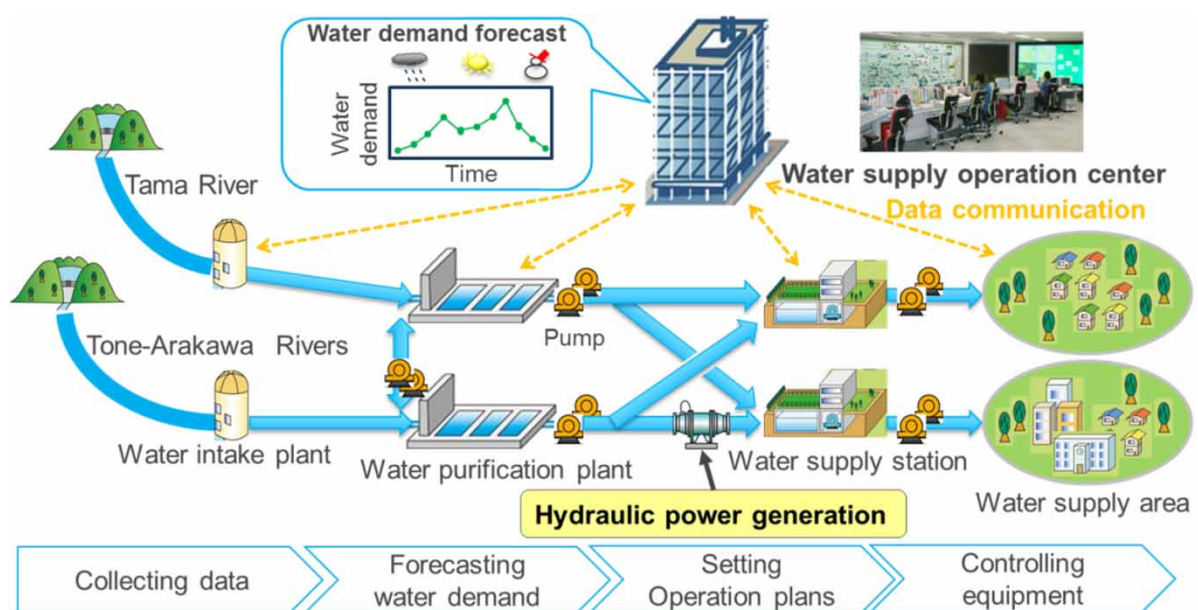 Water demand forecast
Water
demand
Time
Water supply operation center
Data communication
Tama River
Tone-Arakawa Rivers
Pump
Water intake plant
Water purification plant
Water supply station
Water supply area
Hydraulic power generation
Collecting data
Forecasting
water demand
Setting
Operation plans
Controlling
equipment